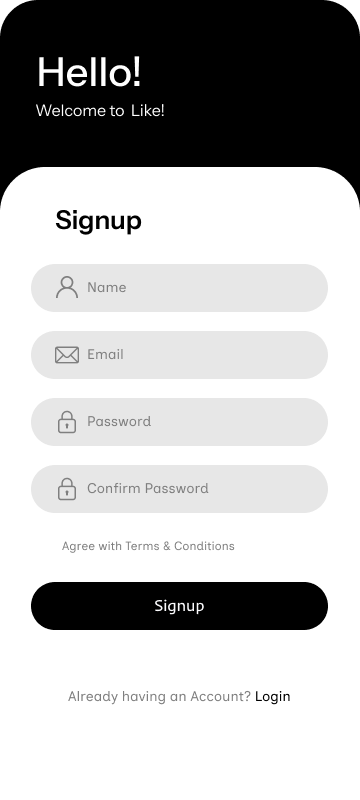 Hello!
Welcome to Like!
Signup
Name
Email
Password
Confirm Password
Agree with Terms & Conditions
Signup
Already having an Account? Login